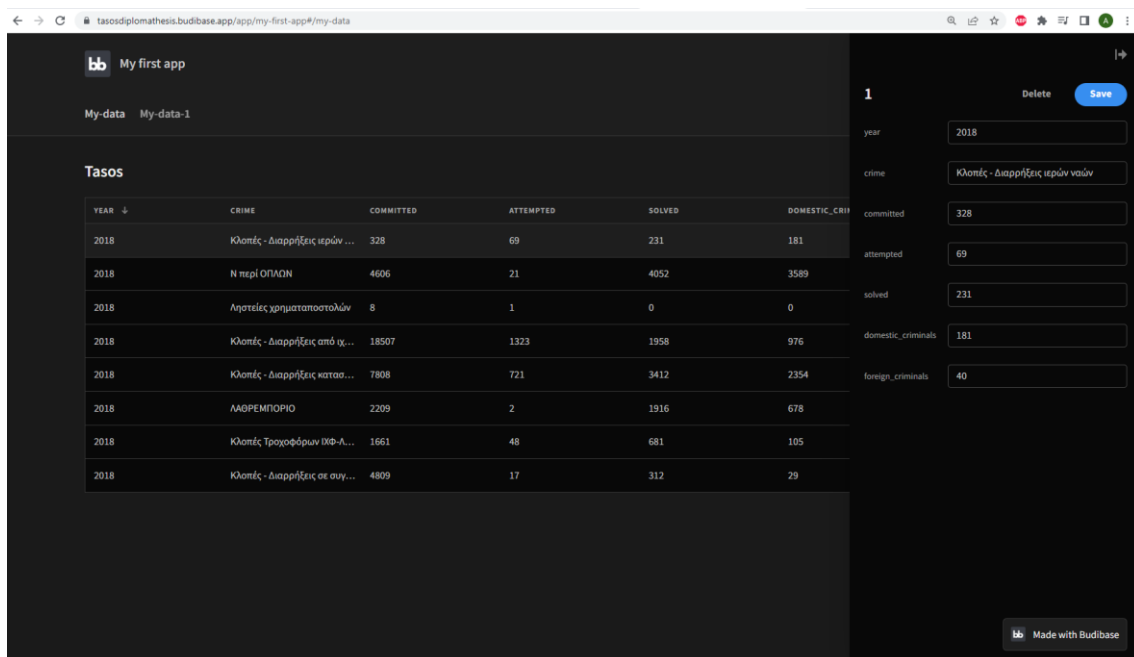 tasosdiplomathesis.budibase.app/app/my-first-app#/my-data
ABP
A
bb My first app
My-data My-data-1
Tasos
YEAR CRIME COMMITTED ATTEMPTED SOLVED DOMESTIC_CRIM
2018 Κλοπές - Διαρρήξεις ιερών ... 328 69 231 181
2018 Ν περί ΟΠΛΩΝ 4606 21 4052 3589
2018 Ληστείες χρηματαποστολών 8 1 0 0
2018 Κλοπές - Διαρρήξεις από ιχ... 18507 1323 1958 976
2018 Κλοπές - Διαρρήξεις κατασ... 7808 721 3412 2354
2018 ΛΑΘΡΕΜΠΟΡΙΟ 2209 2 1916 678
2018 Κλοπές Τροχοφόρων ΙΧΦ-Λ... 1661 48 681 105
2018 Κλοπές - Διαρρήξεις σε συγ... 4809 17 312 29
1 Delete Save
year 2018
crime Κλοπές - Διαρρήξεις ιερών ναών
committed 328
attempted 69
solved 231
domestic_criminals 181
foreign_criminals 40
bb Made with Budibase